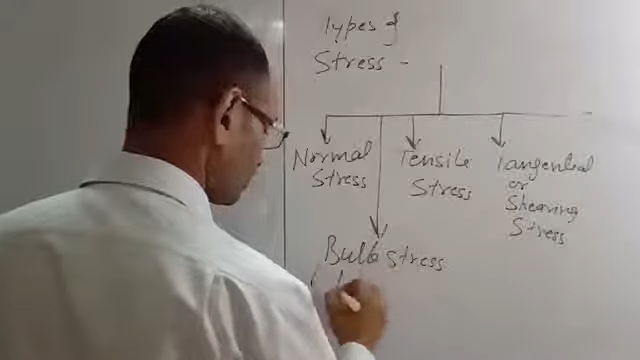 Types of
Stress -
Normal
Stress
Tensile
Stress
Tangential
or
Shearing
Stress
Bulk Stress